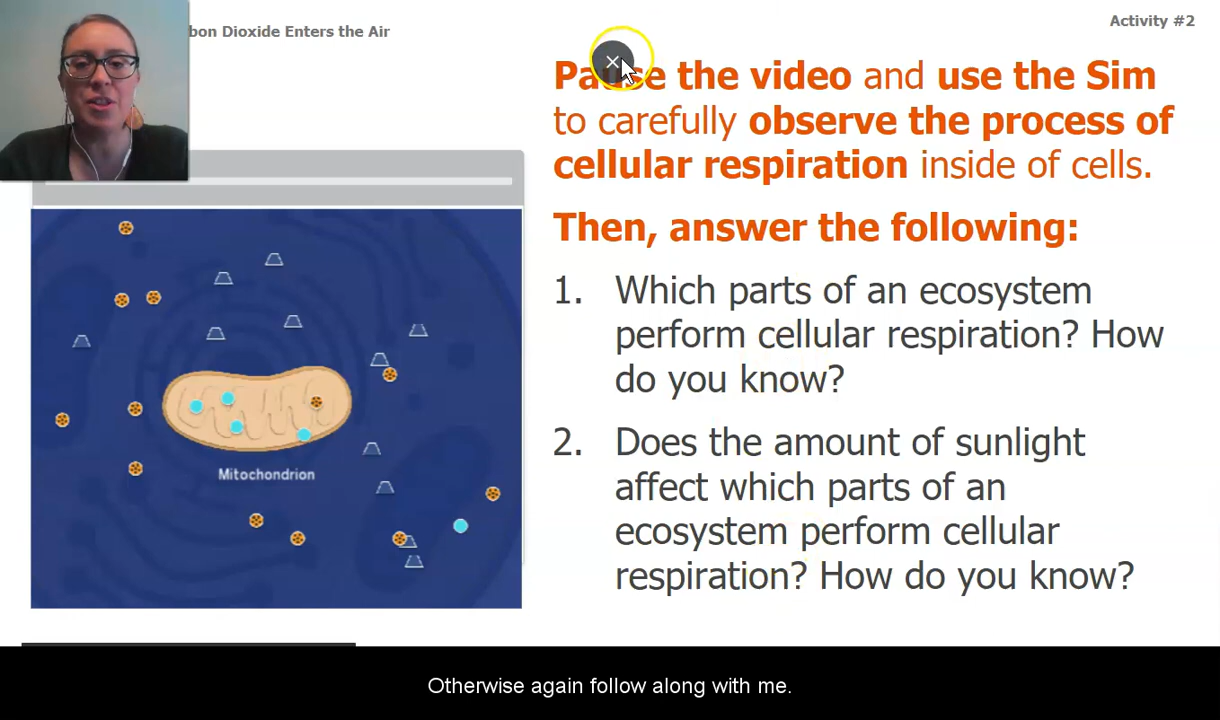 bon Dioxide Enters the Air
Activity #2
the video and use the Sim
to carefully observe the process of
cellular respiration inside of cells.
Then, answer the following:
1. Which parts of an ecosystem
perform cellular respiration? How
do you know?
2. Does the amount of sunlight
affect which parts of an
ecosystem perform cellular
respiration? How do you know?
Mitochondrion
Otherwise again follow along with me.